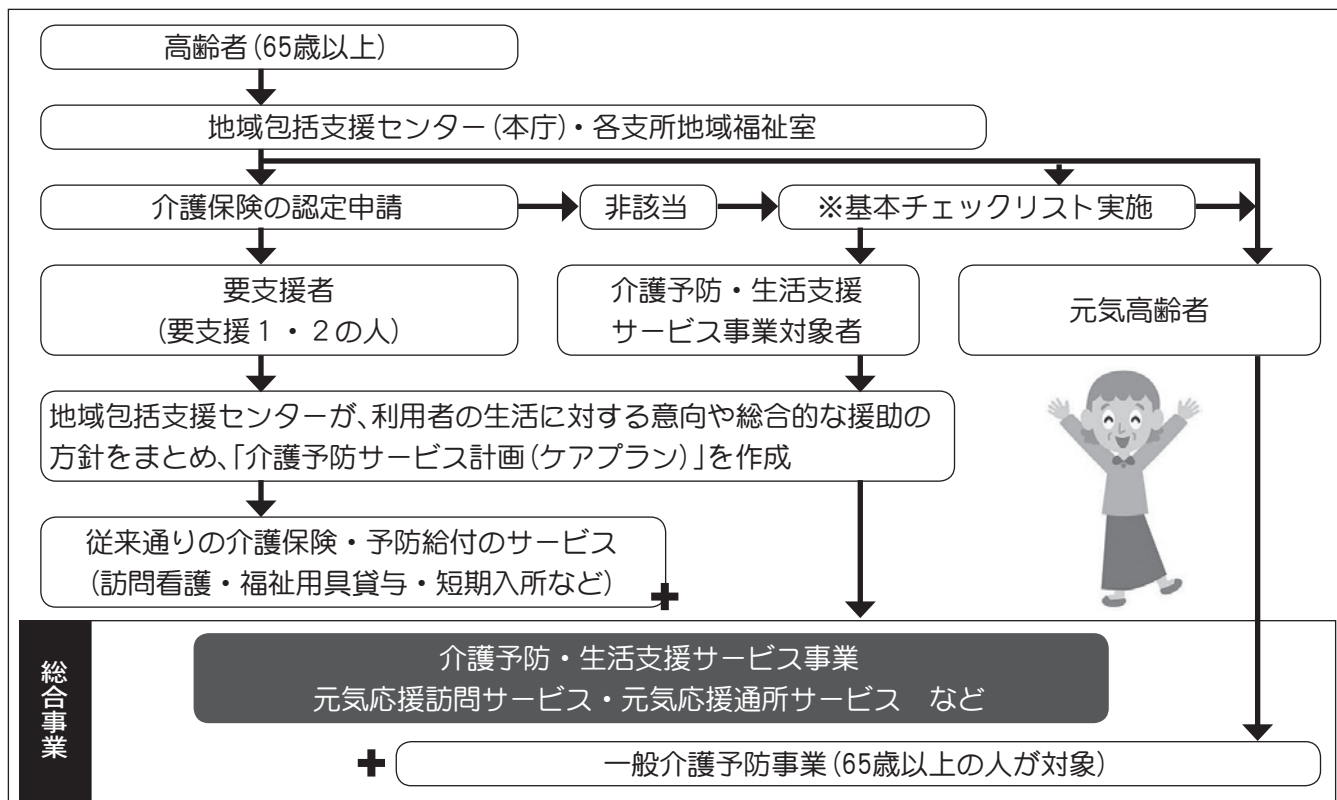 高齢者(65歳以上)
地域包括支援センター(本庁)・各支所地域福祉室
介護保険の認定申請
非該当
※基本チェックリスト実施
要支援者
(要支援1・2の人)
介護予防・生活支援
サービス事業対象者
元気高齢者
地域包括支援センターが、利用者の生活に対する意向や総合的な援助の
方針をまとめ、「介護予防サービス計画(ケアプラン)」を作成
従来通りの介護保険・予防給付のサービス
(訪問看護・福祉用具貸与・短期入所など)
総合事業
介護予防・生活支援サービス事業
元気応援訪問サービス・元気応援通所サービス など
一般介護予防事業(65歳以上の人が対象)